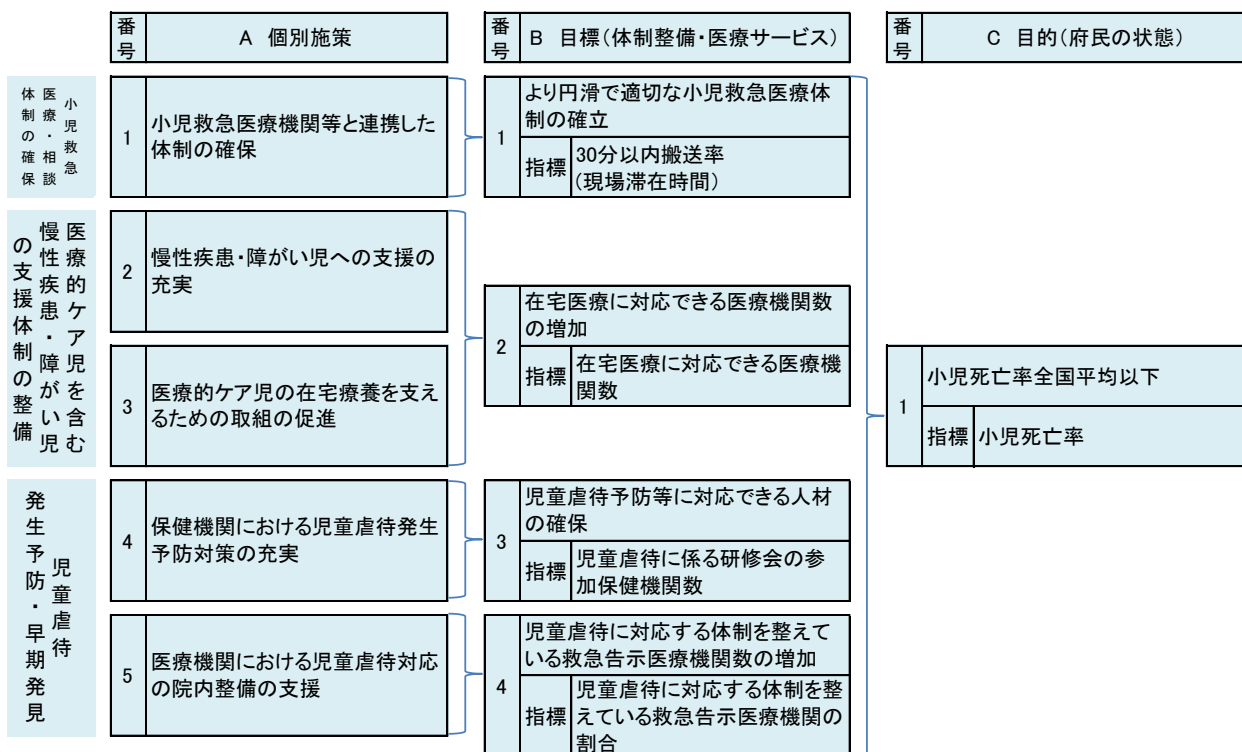 番号
A 個別施策
番号
B 目標(体制整備・医療サービス)
番号
C 目的(府民の状態)
小児救急
医療・相談
体制の確保
1
小児救急医療機関等と連携した
体制の確保
1
より円滑で適切な小児救急医療体
制の確立
指標
30分以内搬送率
(現場滞在時間)
医療的ケア児を含む
慢性疾患・障がい児
の支援体制の整備
2
慢性疾患・障がい児への支援の
充実
3
医療的ケア児の在宅療養を支え
るための取組の促進
2
在宅医療に対応できる医療機関数
の増加
指標
在宅医療に対応できる医療機
関数
1
小児死亡率全国平均以下
指標
小児死亡率
児童虐待
発生予防・早期発見
4
保健機関における児童虐待発生
予防対策の充実
3
児童虐待予防等に対応できる人材
の確保
指標
児童虐待に係る研修会の参
加保健機関数
5
医療機関における児童虐待対応
の院内整備の支援
4
児童虐待に対応する体制を整えて
いる救急告示医療機関数の増加
指標
児童虐待に対応する体制を整
えている救急告示医療機関の
割合